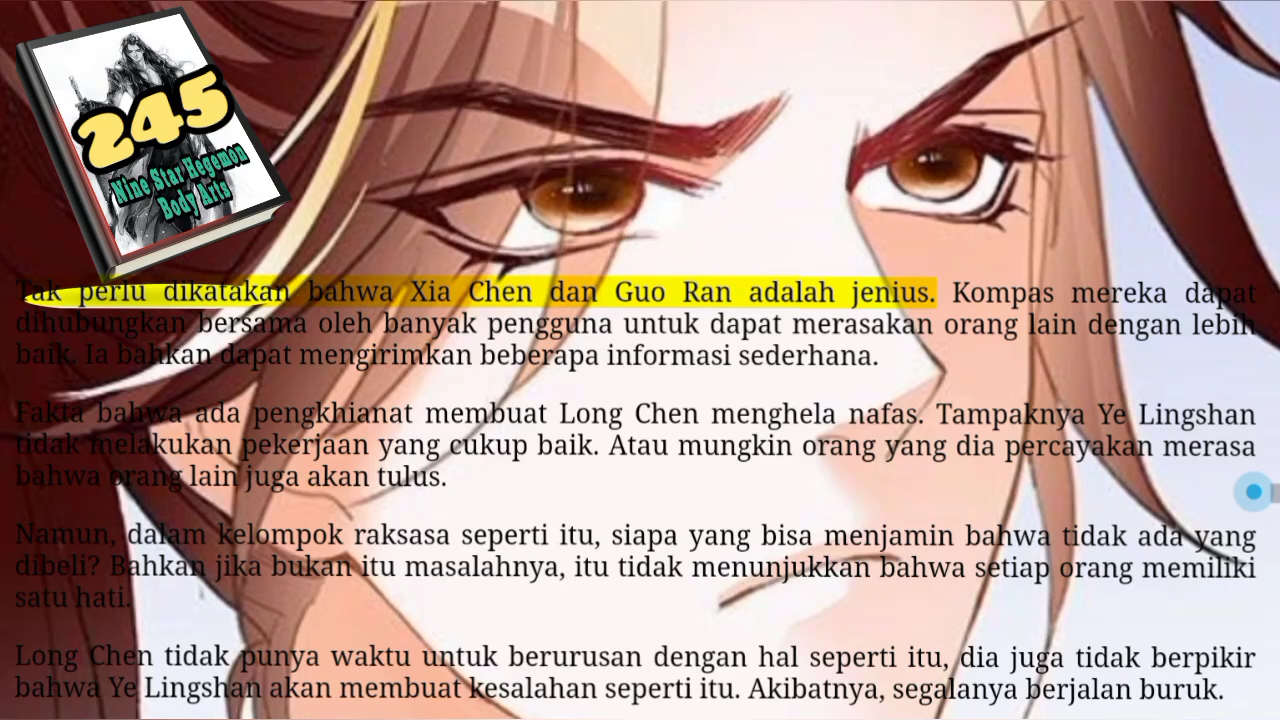 245
Nine Star Hegemon
Body Arts
Tak perlu dikatakan bahwa Xia Chen dan Guo Ran adalah jenius. Kompas mereka dapat
dihubungkan bersama oleh banyak pengguna untuk dapat merasakan orang lain dengan lebih
baik. Ia bahkan dapat mengirimkan beberapa informasi sederhana.
Fakta bahwa ada pengkhianat membuat Long Chen menghela nafas. Tampaknya Ye Lingshan
tidak melakukan pekerjaan yang cukup baik. Atau mungkin orang yang dia percayakan merasa
bahwa orang lain juga akan tulus.
Namun, dalam kelompok raksasa seperti itu, siapa yang bisa menjamin bahwa tidak ada yang
dibeli? Bahkan jika bukan itu masalahnya, itu tidak menunjukkan bahwa setiap orang memiliki
satu hati.
Long Chen tidak punya waktu untuk berurusan dengan hal seperti itu, dia juga tidak berpikir
bahwa Ye Lingshan akan membuat kesalahan seperti itu. Akibatnya, segalanya berjalan buruk.